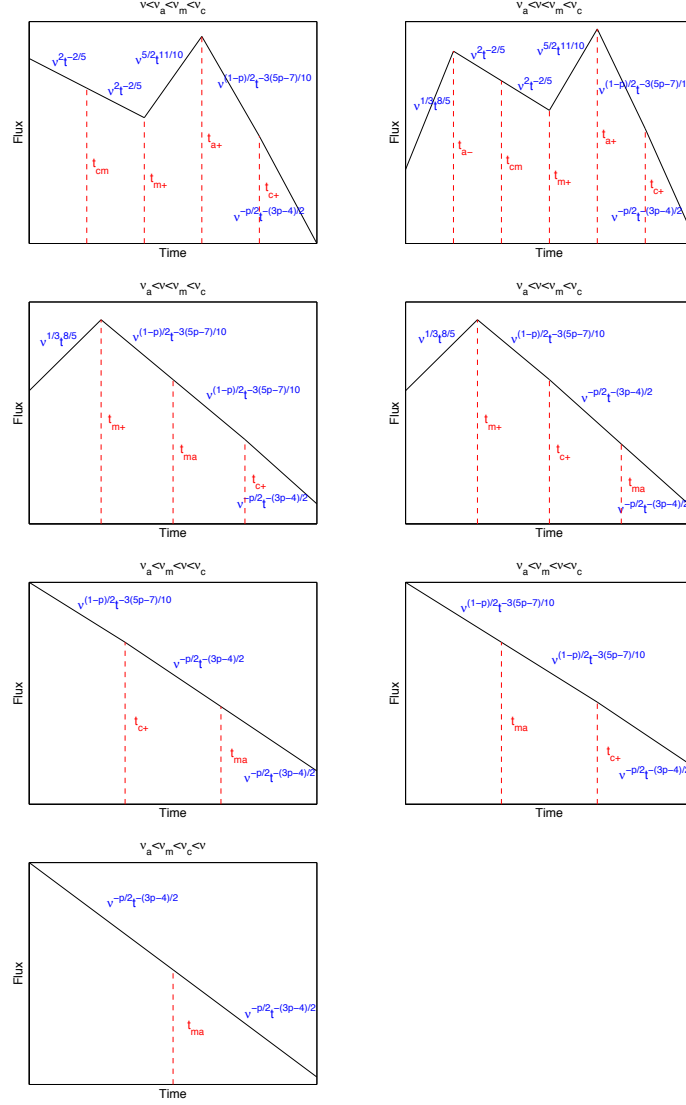 ν<ν_a<ν_m<ν_c
ν^2t^-2/5
ν^2t^-2/5
ν^5/2t^11/10
ν^(1-p)/2t^-3(5p-7)/10
t_cm
t_m+
t_a+
t_c+
ν^-p/2t^-(3p-4)/2
Flux
Time
ν_a<ν<ν_m<ν_c
ν^1/3t^8/5
ν^2t^-2/5
ν^2t^-2/5
ν^5/2t^11/10
ν^(1-p)/2t^-3(5p-7)/1
t_a-
t_cm
t_m+
t_a+
t_c+
ν^-p/2t^-(3p-4)/2
Flux
Time
ν_a<ν<ν_m<ν_c
ν^1/3t^8/5
ν^(1-p)/2t^-3(5p-7)/10
ν^(1-p)/2t^-3(5p-7)/10
t_m+
t_ma
t_c+
ν^-p/2t^-(3p-4)/2
Flux
Time
ν_a<ν<ν_m<ν_c
ν^1/3t^8/5
ν^(1-p)/2t^-3(5p-7)/10
ν^-p/2t^-(3p-4)/2
t_m+
t_c+
t_ma
ν^-p/2t^-(3p-4)/2
Flux
Time
ν_a<ν_m<ν<ν_c
ν^(1-p)/2t^-3(5p-7)/10
ν^-p/2t^-(3p-4)/2
t_c+
t_ma
ν^-p/2t^-(3p-4)/2
Flux
Time
ν_a<ν_m<ν<ν_c
ν^(1-p)/2t^-3(5p-7)/10
ν^(1-p)/2t^-3(5p-7)/10
t_ma
t_c+
ν^-p/2t^-(3p-4)/2
Flux
Time
ν_a<ν_m<ν_c<ν
ν^-p/2t^-(3p-4)/2
ν^-p/2t^-(3p-4)/2
t_ma
Flux
Time